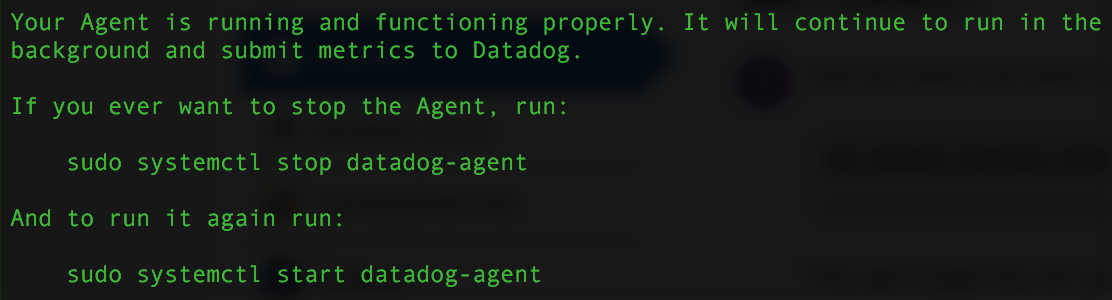 Your Agent is running and functioning properly. It will continue to run in the
background and submit metrics to Datadog.
If you ever want to stop the Agent, run:
sudo systemctl stop datadog-agent
And to run it again run:
sudo systemctl start datadog-agent